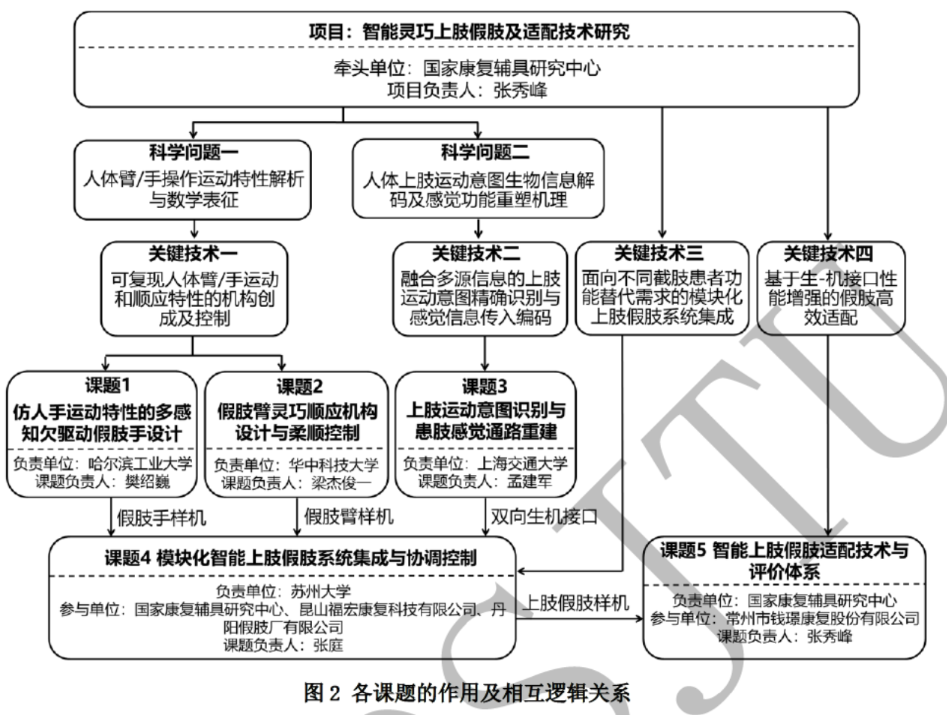 项目：智能灵巧上肢假肢及适配技术研究
牵头单位：国家康复辅具研究中心
项目负责人：张秀峰
科学问题一
人体臂/手操作运动特性解析
与数学表征
科学问题二
人体上肢运动意图生物信息解
码及感觉功能重塑机理
关键技术一
可复现人体臂/手运动
和顺应特性的机构创
成及控制
关键技术二
融合多源信息的上肢
运动意图精确识别与
感觉信息传入编码
关键技术三
面向不同截肢患者功
能替代需求的模块化
上肢假肢系统集成
关键技术四
基于生-机接口性
能增强的假肢高
效适配
课题1
仿人手运动特性的多感
知欠驱动假肢手设计
负责单位：哈尔滨工业大学
课题负责人：樊绍巍
课题2
假肢臂灵巧顺应机构
设计与柔顺控制
负责单位：华中科技大学
课题负责人：梁杰俊一
课题3
上肢运动意图识别与
患肢感觉通路重建
负责单位：上海交通大学
课题负责人：孟建军
假肢手样机
假肢臂样机
双向生机接口
课题4 模块化智能上肢假肢系统集成与协调控制
负责单位：苏州大学
参与单位：国家康复辅具研究中心、昆山福宏康复科技有限公司、丹
阳假肢厂有限公司
课题负责人：张庭
上肢假肢样机
课题5 智能上肢假肢适配技术与
评价体系
负责单位：国家康复辅具研究中心
参与单位：常州市钱璟康复股份有限公司
课题负责人：张秀峰
图 2 各课题的作用及相互逻辑关系
SJTU